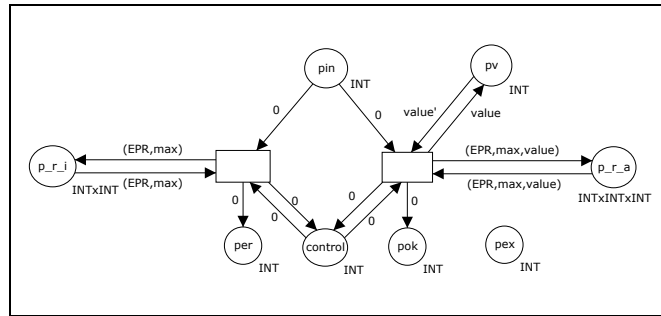 pin
INT
pv
INT
0
0
value'
value
p_r_i
INTxINT
(EPR,max)
(EPR,max)
(EPR,max,value)
(EPR,max,value)
p_r_a
INTxINTxINT
0
0
0
0
0
0
per
INT
control
INT
pok
INT
pex
INT